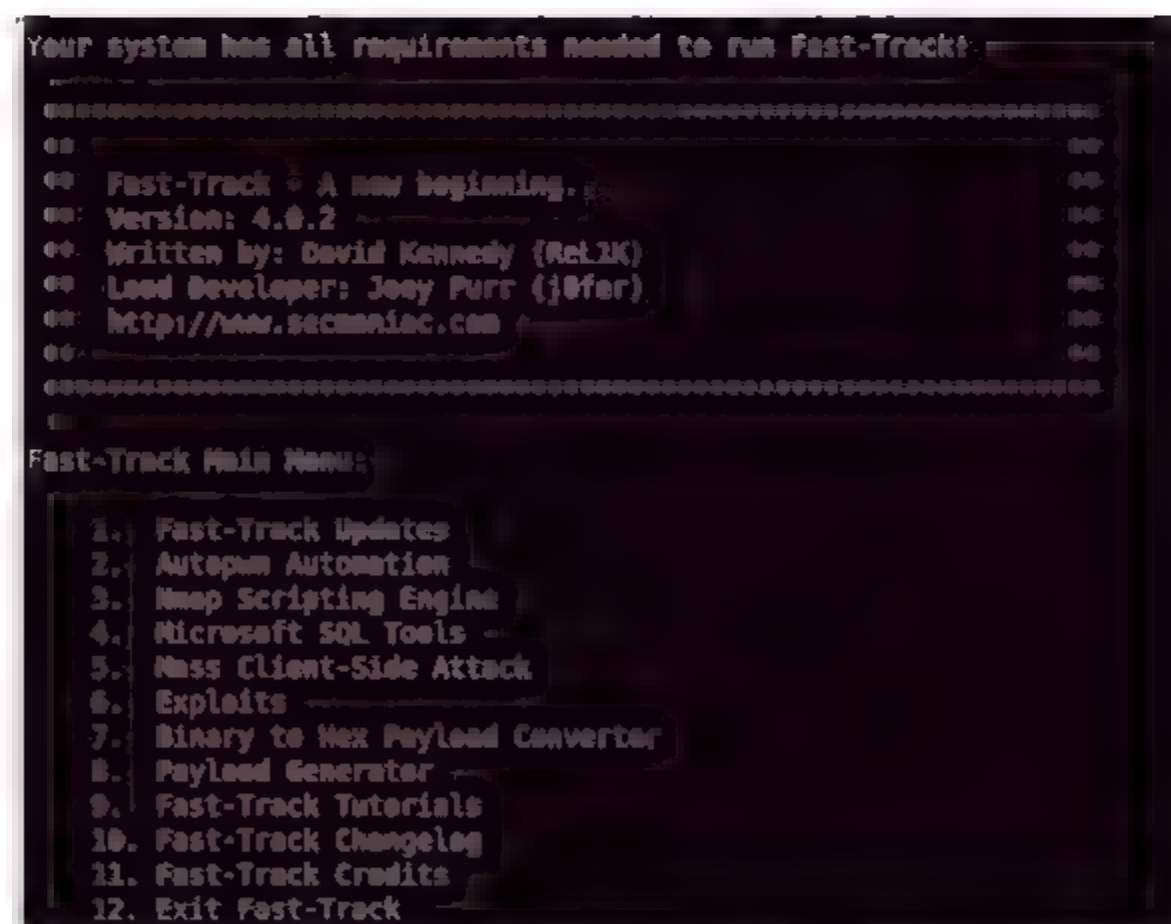 Your system has all requirements needed to run Fast-Track!
Fast-Track - A new beginning.
Version: 4.0.2
Written by: David Kennedy (ReL1K)
Lead Developer: Joey Furr (j0fer)
http://www.secmaniac.com
Fast-Track Main Menu:
1. Fast-Track Updates
2. Autopwn Automation
3. Nmap Scripting Engine
4. Microsoft SQL Tools
5. Mass Client-Side Attack
6. Exploits
7. Binary to Hex Payload Converter
8. Payload Generator
9. Fast-Track Tutorials
10. Fast-Track Changelog
11. Fast-Track Credits
12. Exit Fast-Track